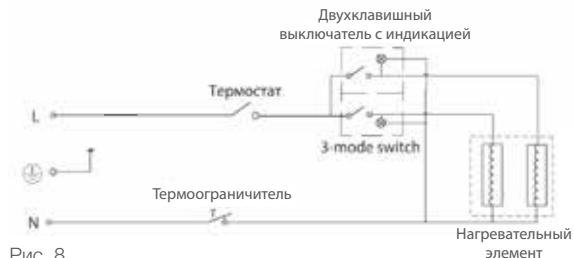 Двухклавишный
выключатель с индикацией
Термостат
L
3-mode switch
Термоограничитель
T
N
Нагревательный
элемент
Рис. 8